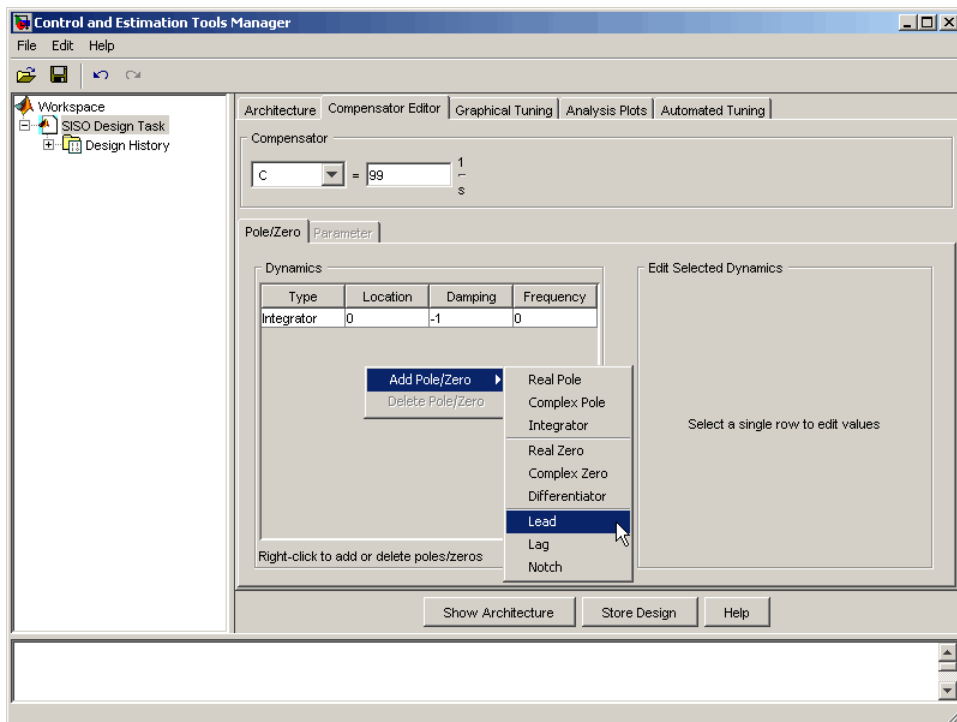 Control and Estimation Tools Manager
File Edit Help
Workspace
SISO Design Task
Design History
Architecture Compensator Editor Graphical Tuning Analysis Plots Automated Tuning
Compensator
C = 99 1
s
Pole/Zero Parameter
Dynamics
Type Location Damping Frequency
Integrator 0 -1 0
Add Pole/Zero
Delete Pole/Zero
Real Pole
Complex Pole
Integrator
Real Zero
Complex Zero
Differentiator
Lead
Lag
Notch
Right-click to add or delete poles/zeros
Edit Selected Dynamics
Select a single row to edit values
Show Architecture Store Design Help